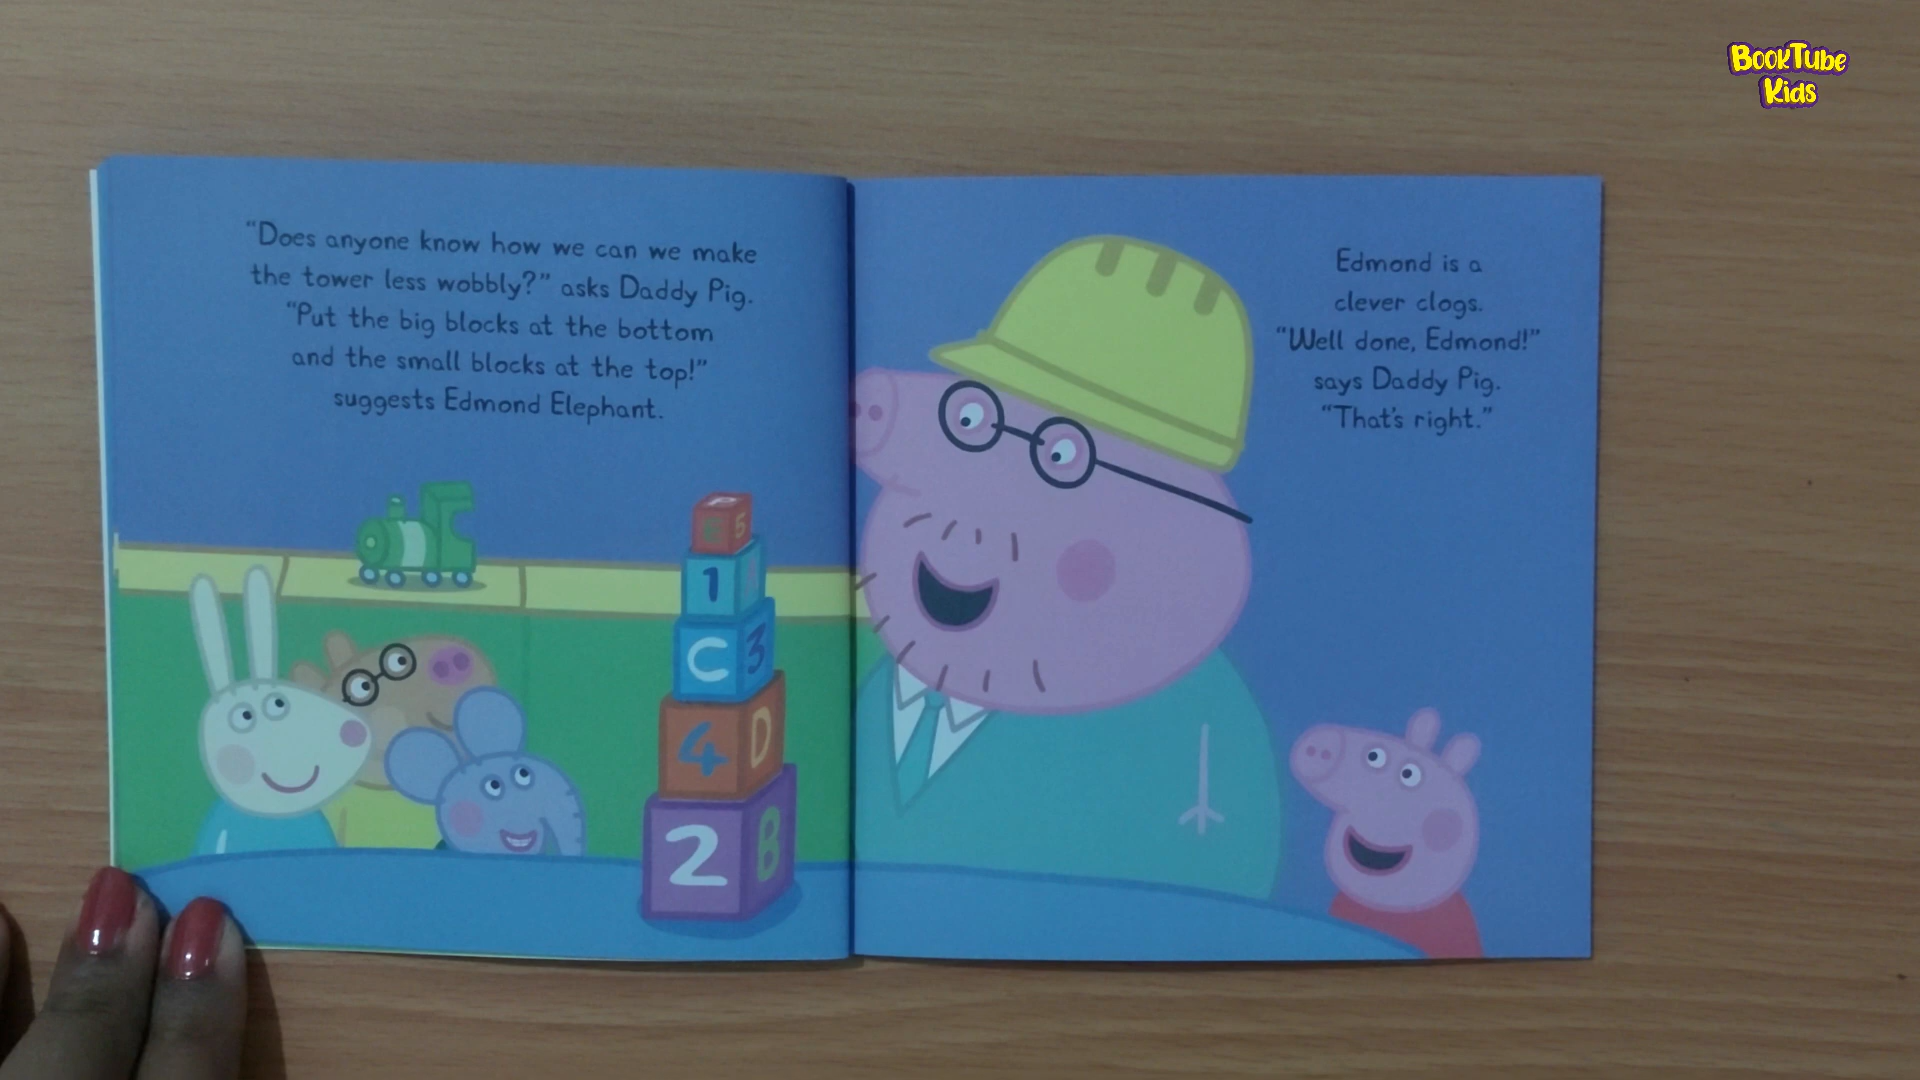 “Does anyone know how we can we make
the tower less wobbly?” asks Daddy Pig.
“Put the big blocks at the bottom
and the small blocks at the top!”
suggests Edmond Elephant.
Edmond is a
clever clogs.
“Well done, Edmond!”
says Daddy Pig.
“That's right.”
5
1
C 3
4 D
2 B
BookTube
Kids